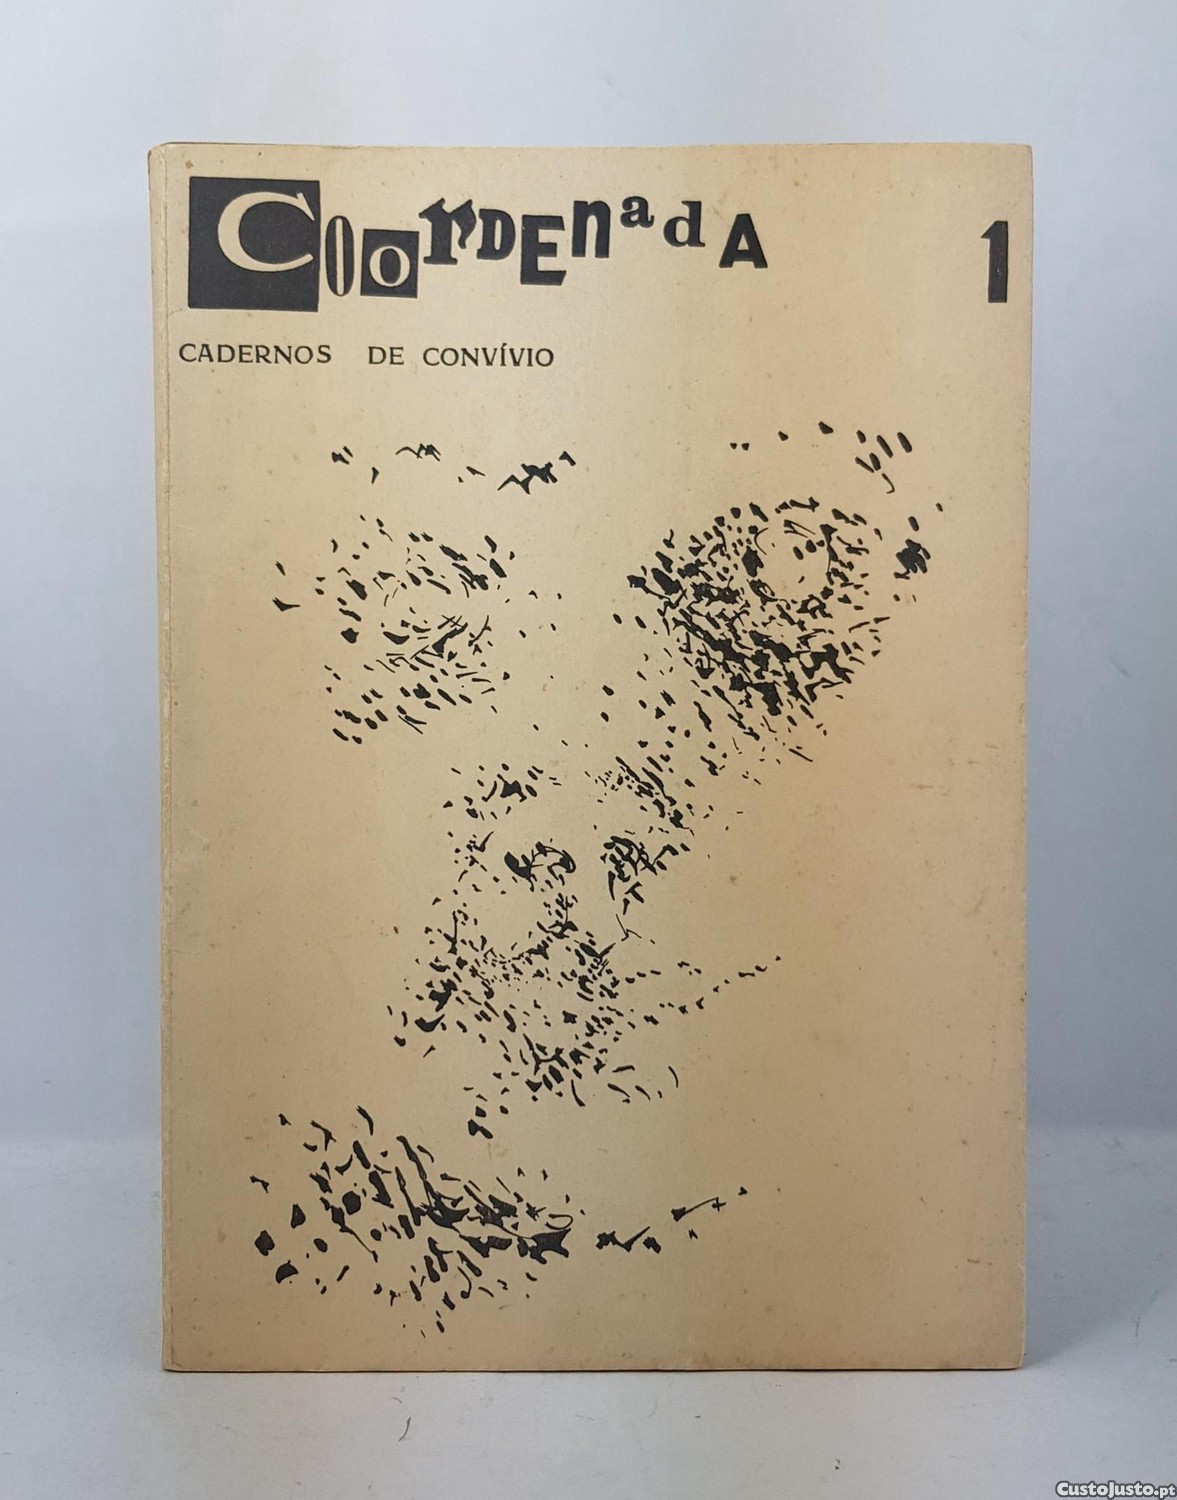 CoorDEnadA 1
CADERNOS DE CONVÍVIO
CustoJusto.pt